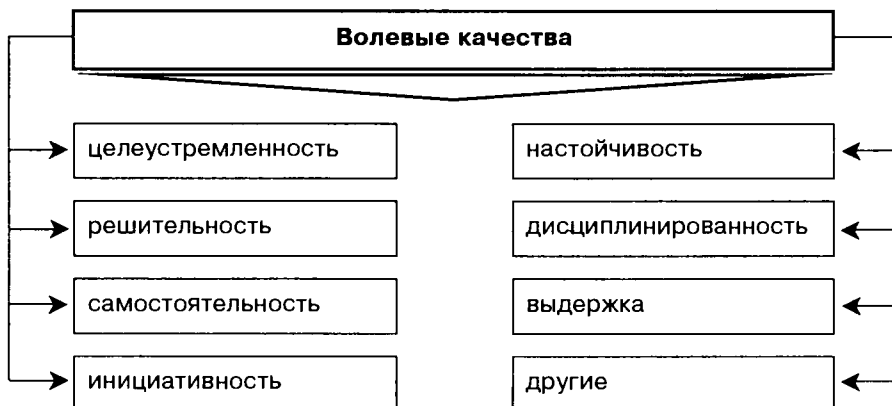 Волевые качества
целеустремленность
решительность
самостоятельность
инициативность
настойчивость
дисциплинированность
выдержка
другие